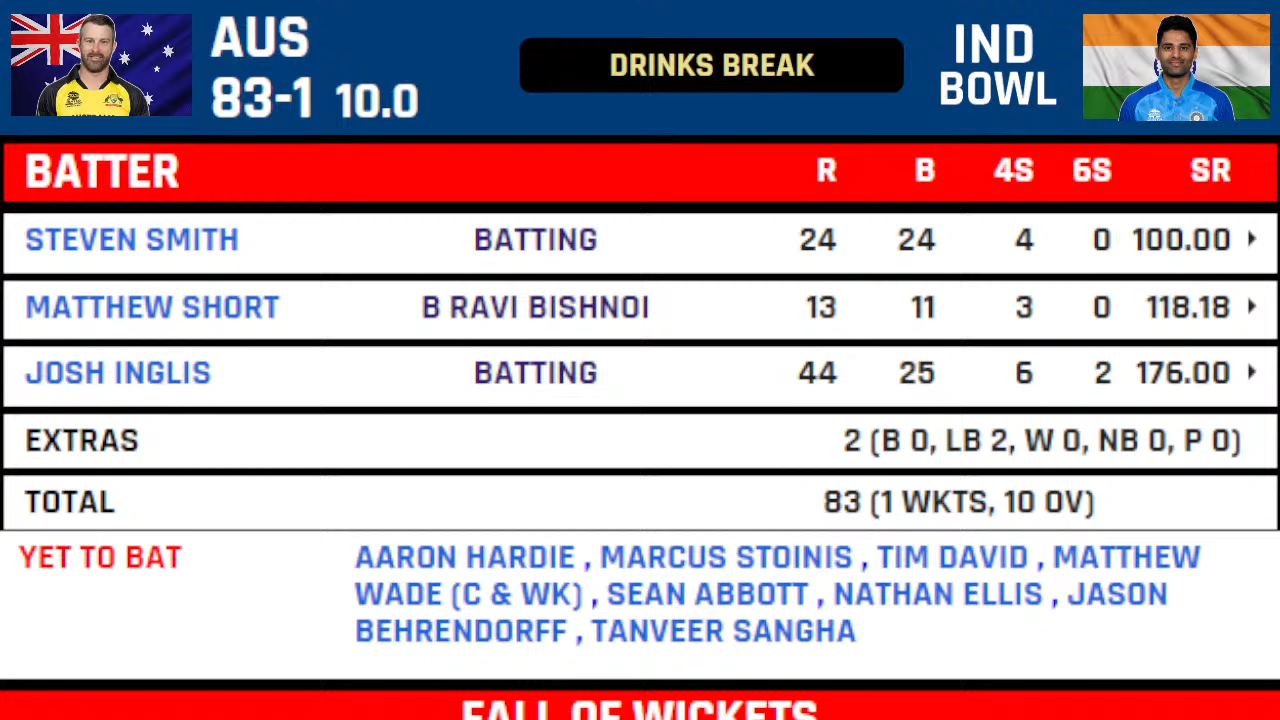 AUS
83-1 10.0
DRINKS BREAK
IND
BOWL
BATTER R B 4S 6S SR
STEVEN SMITH BATTING 24 24 4 0 100.00
MATTHEW SHORT B RAVI BISHNOI 13 11 3 0 118.18
JOSH INGLIS BATTING 44 25 6 2 176.00
EXTRAS 2 (B 0, LB 2, W 0, NB 0, P 0)
TOTAL 83 (1 WKTS, 10 OV)
YET TO BAT AARON HARDIE , MARCUS STOINIS , TIM DAVID , MATTHEW
WADE (C & WK) , SEAN ABBOTT , NATHAN ELLIS , JASON
BEHRENDORFF , TANVEER SANGHA
FALL OF WICKETS